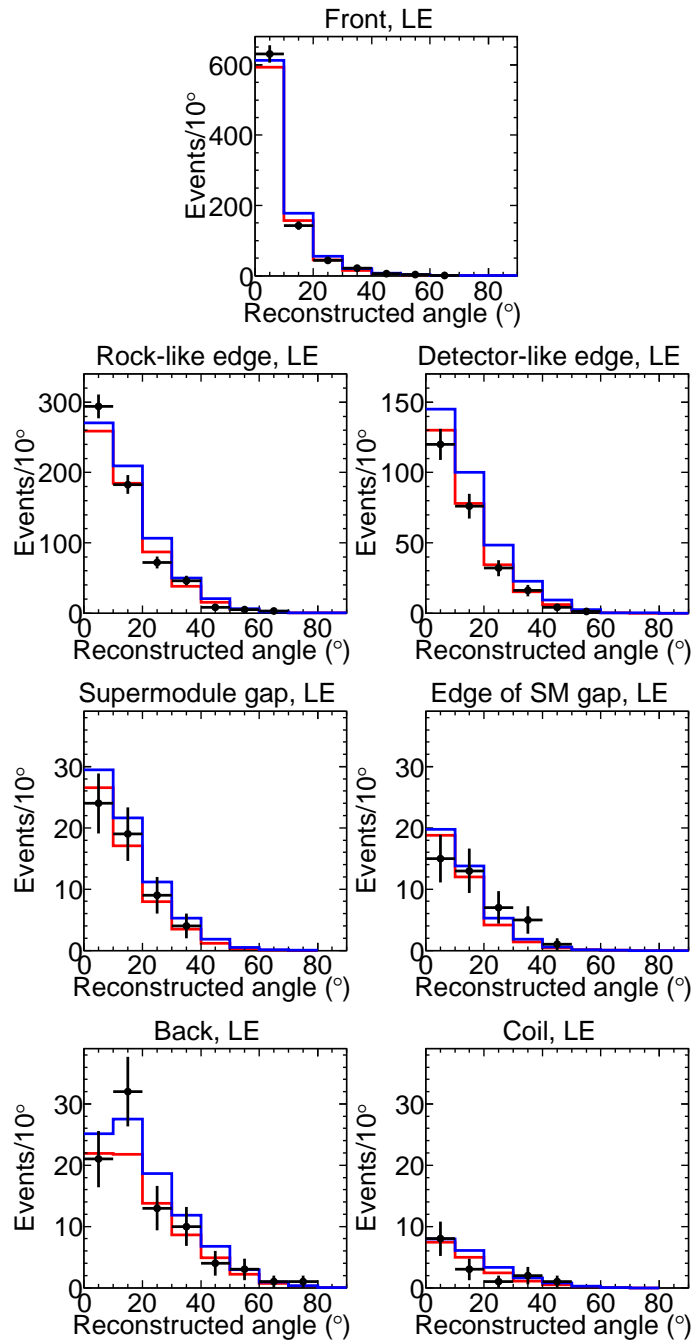 Front, LE
Events/10°
600
400
200
0
0 20 40 60 80
Reconstructed angle (°)
Rock-like edge, LE
Events/10°
300
200
100
0
0 20 40 60 80
Reconstructed angle (°)
Detector-like edge, LE
Events/10°
150
100
50
0
0 20 40 60 80
Reconstructed angle (°)
Supermodule gap, LE
Events/10°
30
20
10
0
0 20 40 60 80
Reconstructed angle (°)
Edge of SM gap, LE
Events/10°
30
20
10
0
0 20 40 60 80
Reconstructed angle (°)
Back, LE
Events/10°
30
20
10
0
0 20 40 60 80
Reconstructed angle (°)
Coil, LE
Events/10°
30
20
10
0
0 20 40 60 80
Reconstructed angle (°)